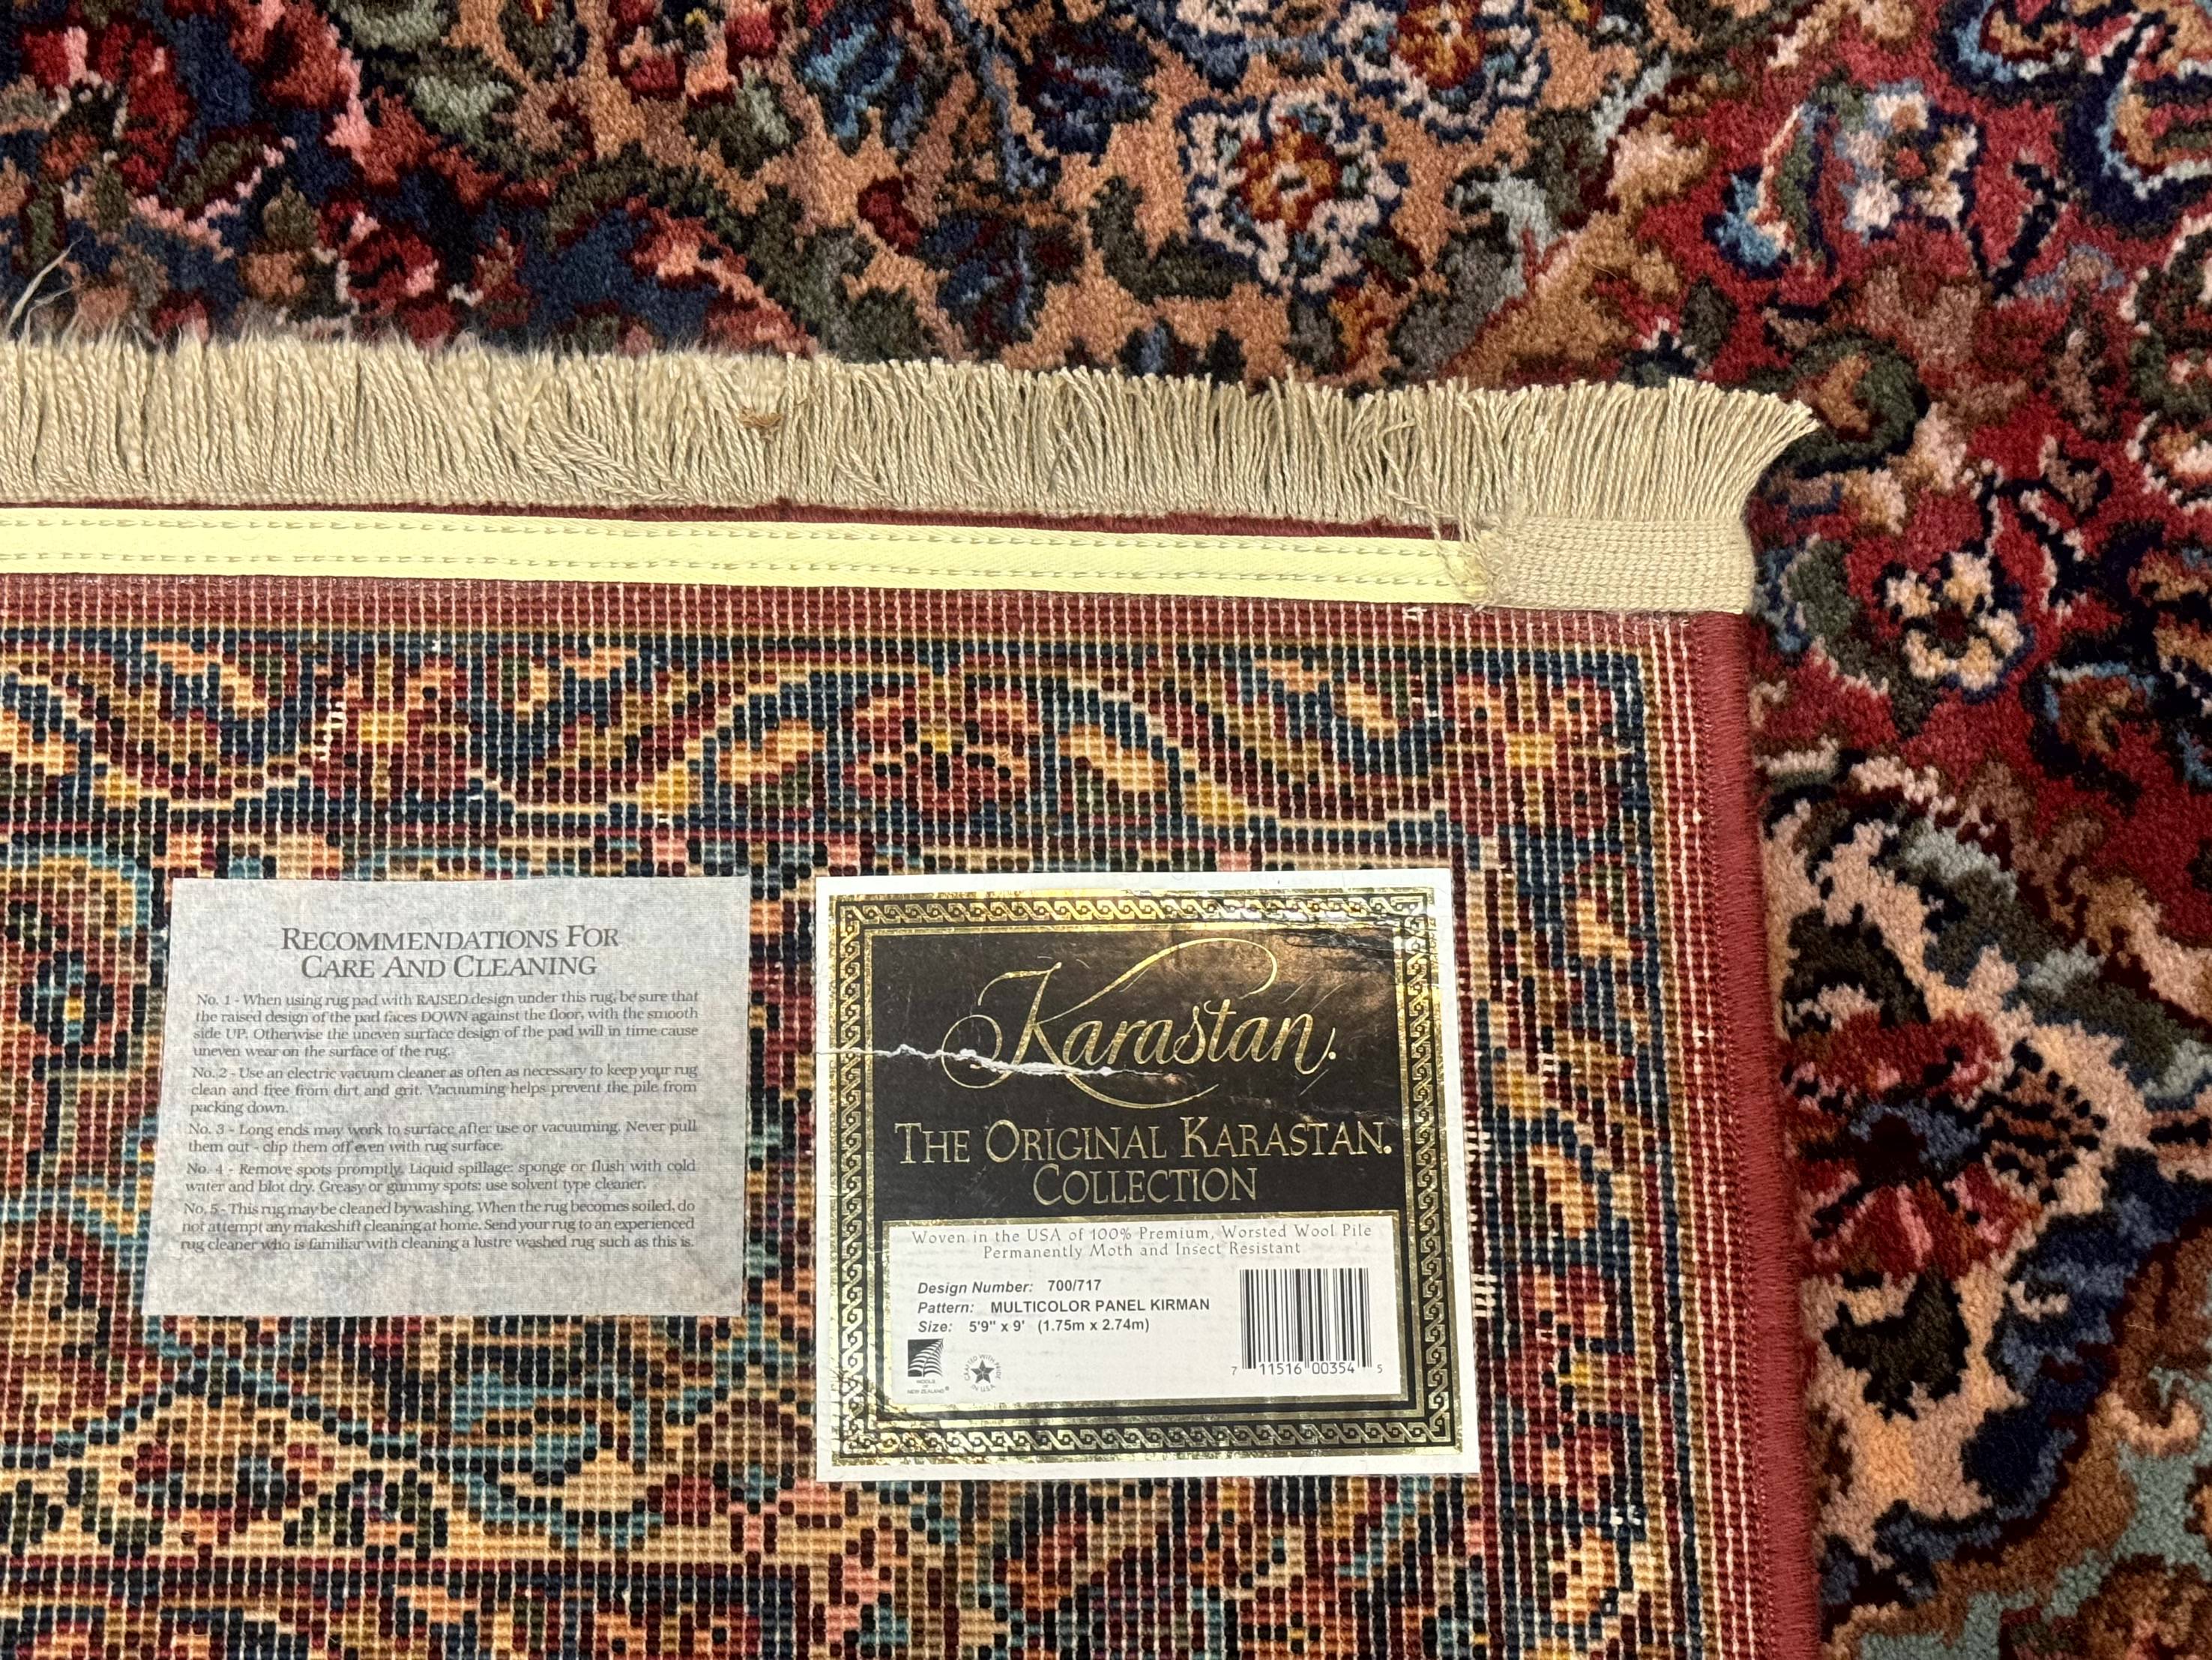 RECOMMENDATIONS FOR
CARE AND CLEANING
No. 1 - When using rug pad with RAISED design under this rug, be sure that
the raised design of the pad faces DOWN against the floor, with the smooth
side UP. Otherwise the uneven surface design of the pad will in time cause
uneven wear on the surface of the rug.
No. 2 - Use an electric vacuum cleaner as often as necessary to keep your rug
clean and free from dirt and grit. Vacuuming helps prevent the pile from
packing down.
No. 3 - Long ends may work to surface after use or vacuuming. Never pull
them out - clip them off even with rug surface.
No. 4 - Remove spots promptly. Liquid spillage: sponge or flush with cold
water and blot dry. Greasy or gummy spots: use solvent type cleaner.
No. 5 - This rug may be cleaned by washing. When the rug becomes soiled, do
not attempt any makeshift cleaning at home. Send your rug to an experienced
rug cleaner who is familiar with cleaning a lustre washed rug such as this is.
Karastan.
THE ORIGINAL KARASTAN.
COLLECTION
Woven in the USA of 100% Premium, Worsted Wool Pile
Permanently Moth and Insect Resistant
Design Number: 700/717
Pattern: MULTICOLOR PANEL KIRMAN
Size: 5'9" x 9' (1.75m x 2.74m)
WOOLS
OF
NEW ZEALAND®
CRAFTED WITH PRIDE
IN U.S.A.
7 11516 00354 5